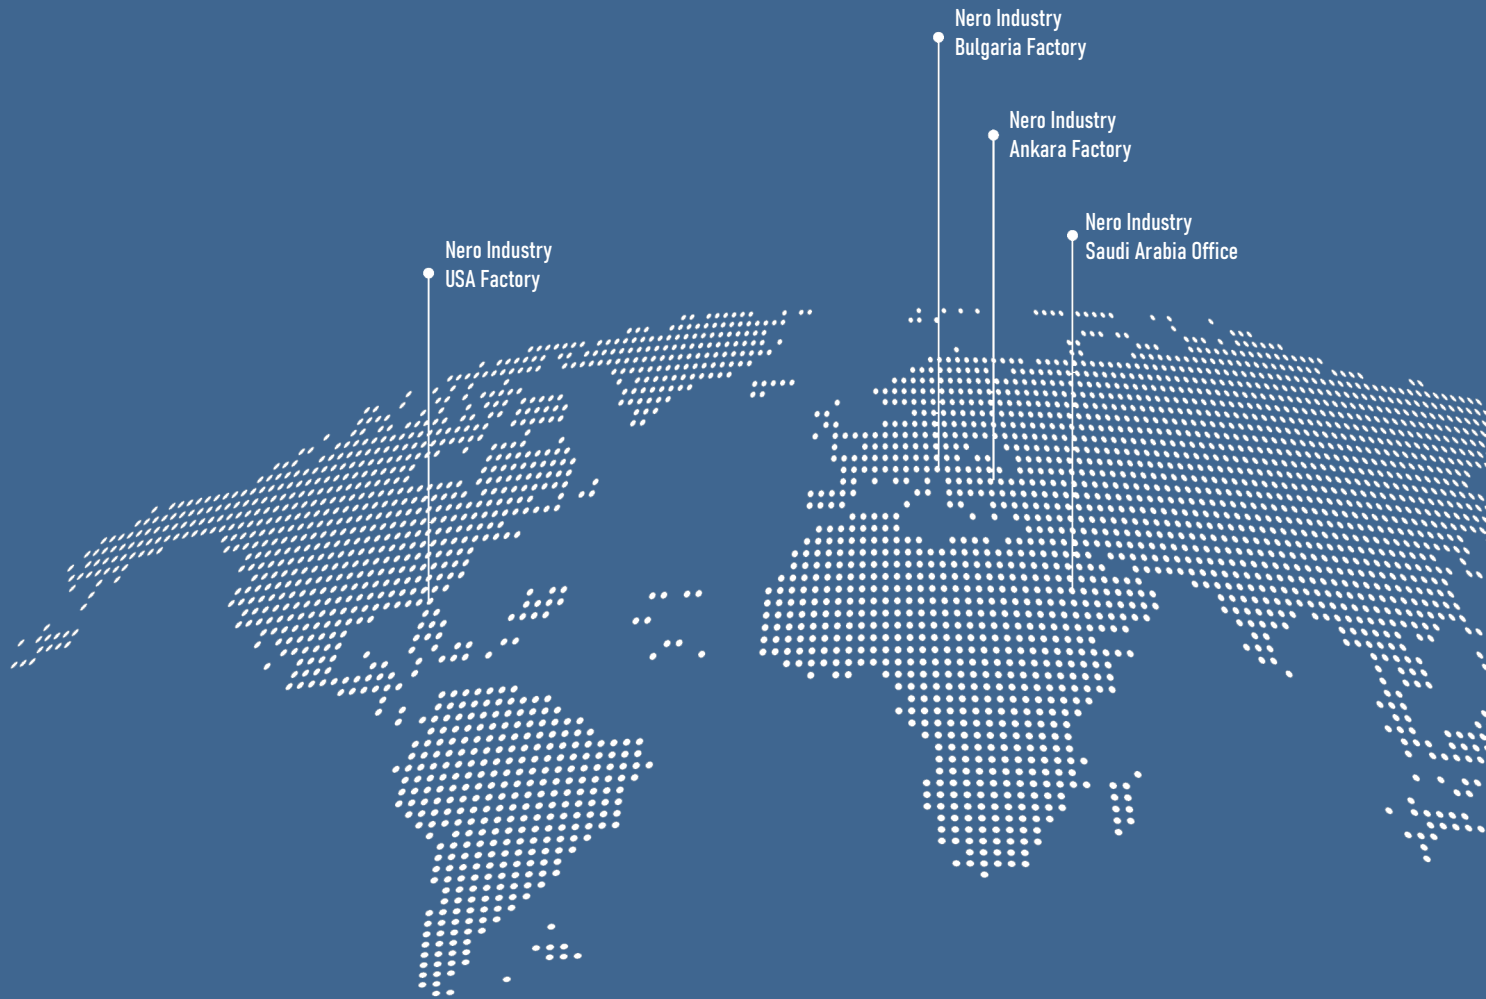 Nero Industry
Bulgaria Factory
Nero Industry
Ankara Factory
Nero Industry
Saudi Arabia Office
Nero Industry
USA Factory